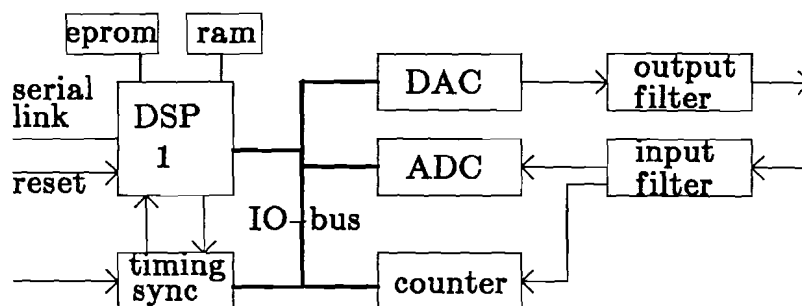 eprom
ram
serial
link
DSP
1
reset
timing
sync
IO-bus
DAC
ADC
counter
output
filter
input
filter